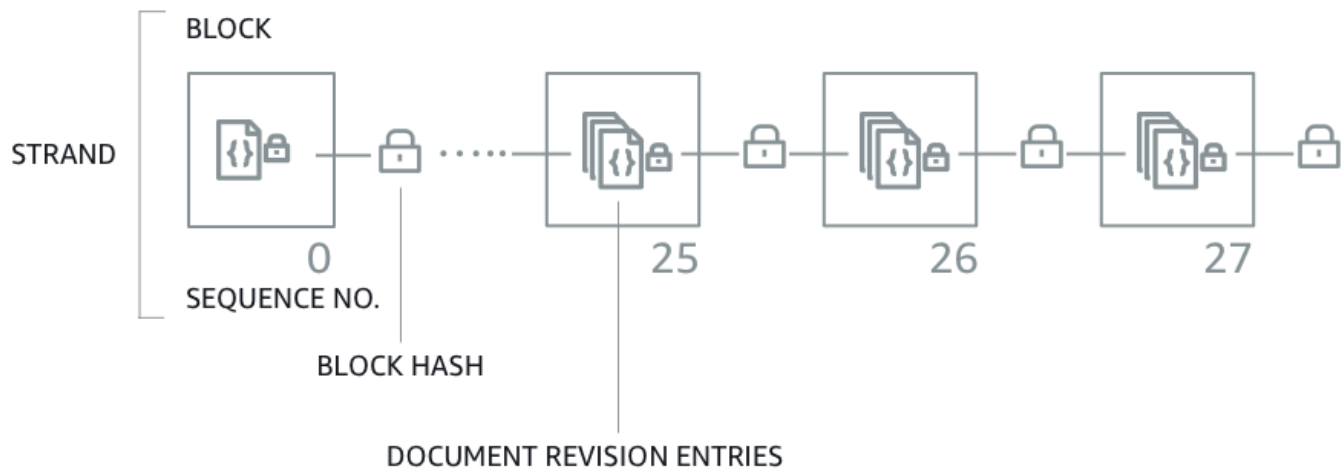 BLOCK
STRAND
0
25
26
27
SEQUENCE NO.
BLOCK HASH
DOCUMENT REVISION ENTRIES